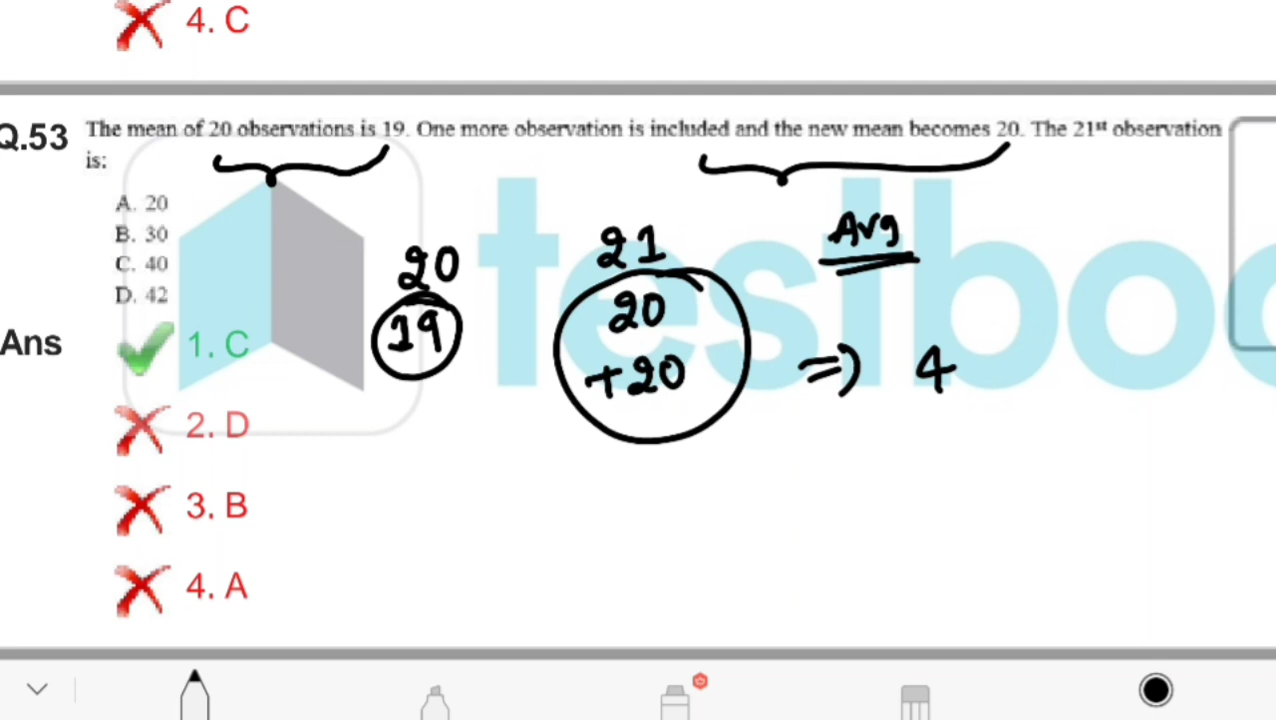 4. C
Q.53 The mean of 20 observations is 19. One more observation is included and the new mean becomes 20. The 21st observation
is:
A. 20
B. 30
C. 40
D. 42
20
19
21
20
+20
Avg
=> 4
testboo
Ans 1. C
2. D
3. B
4. A